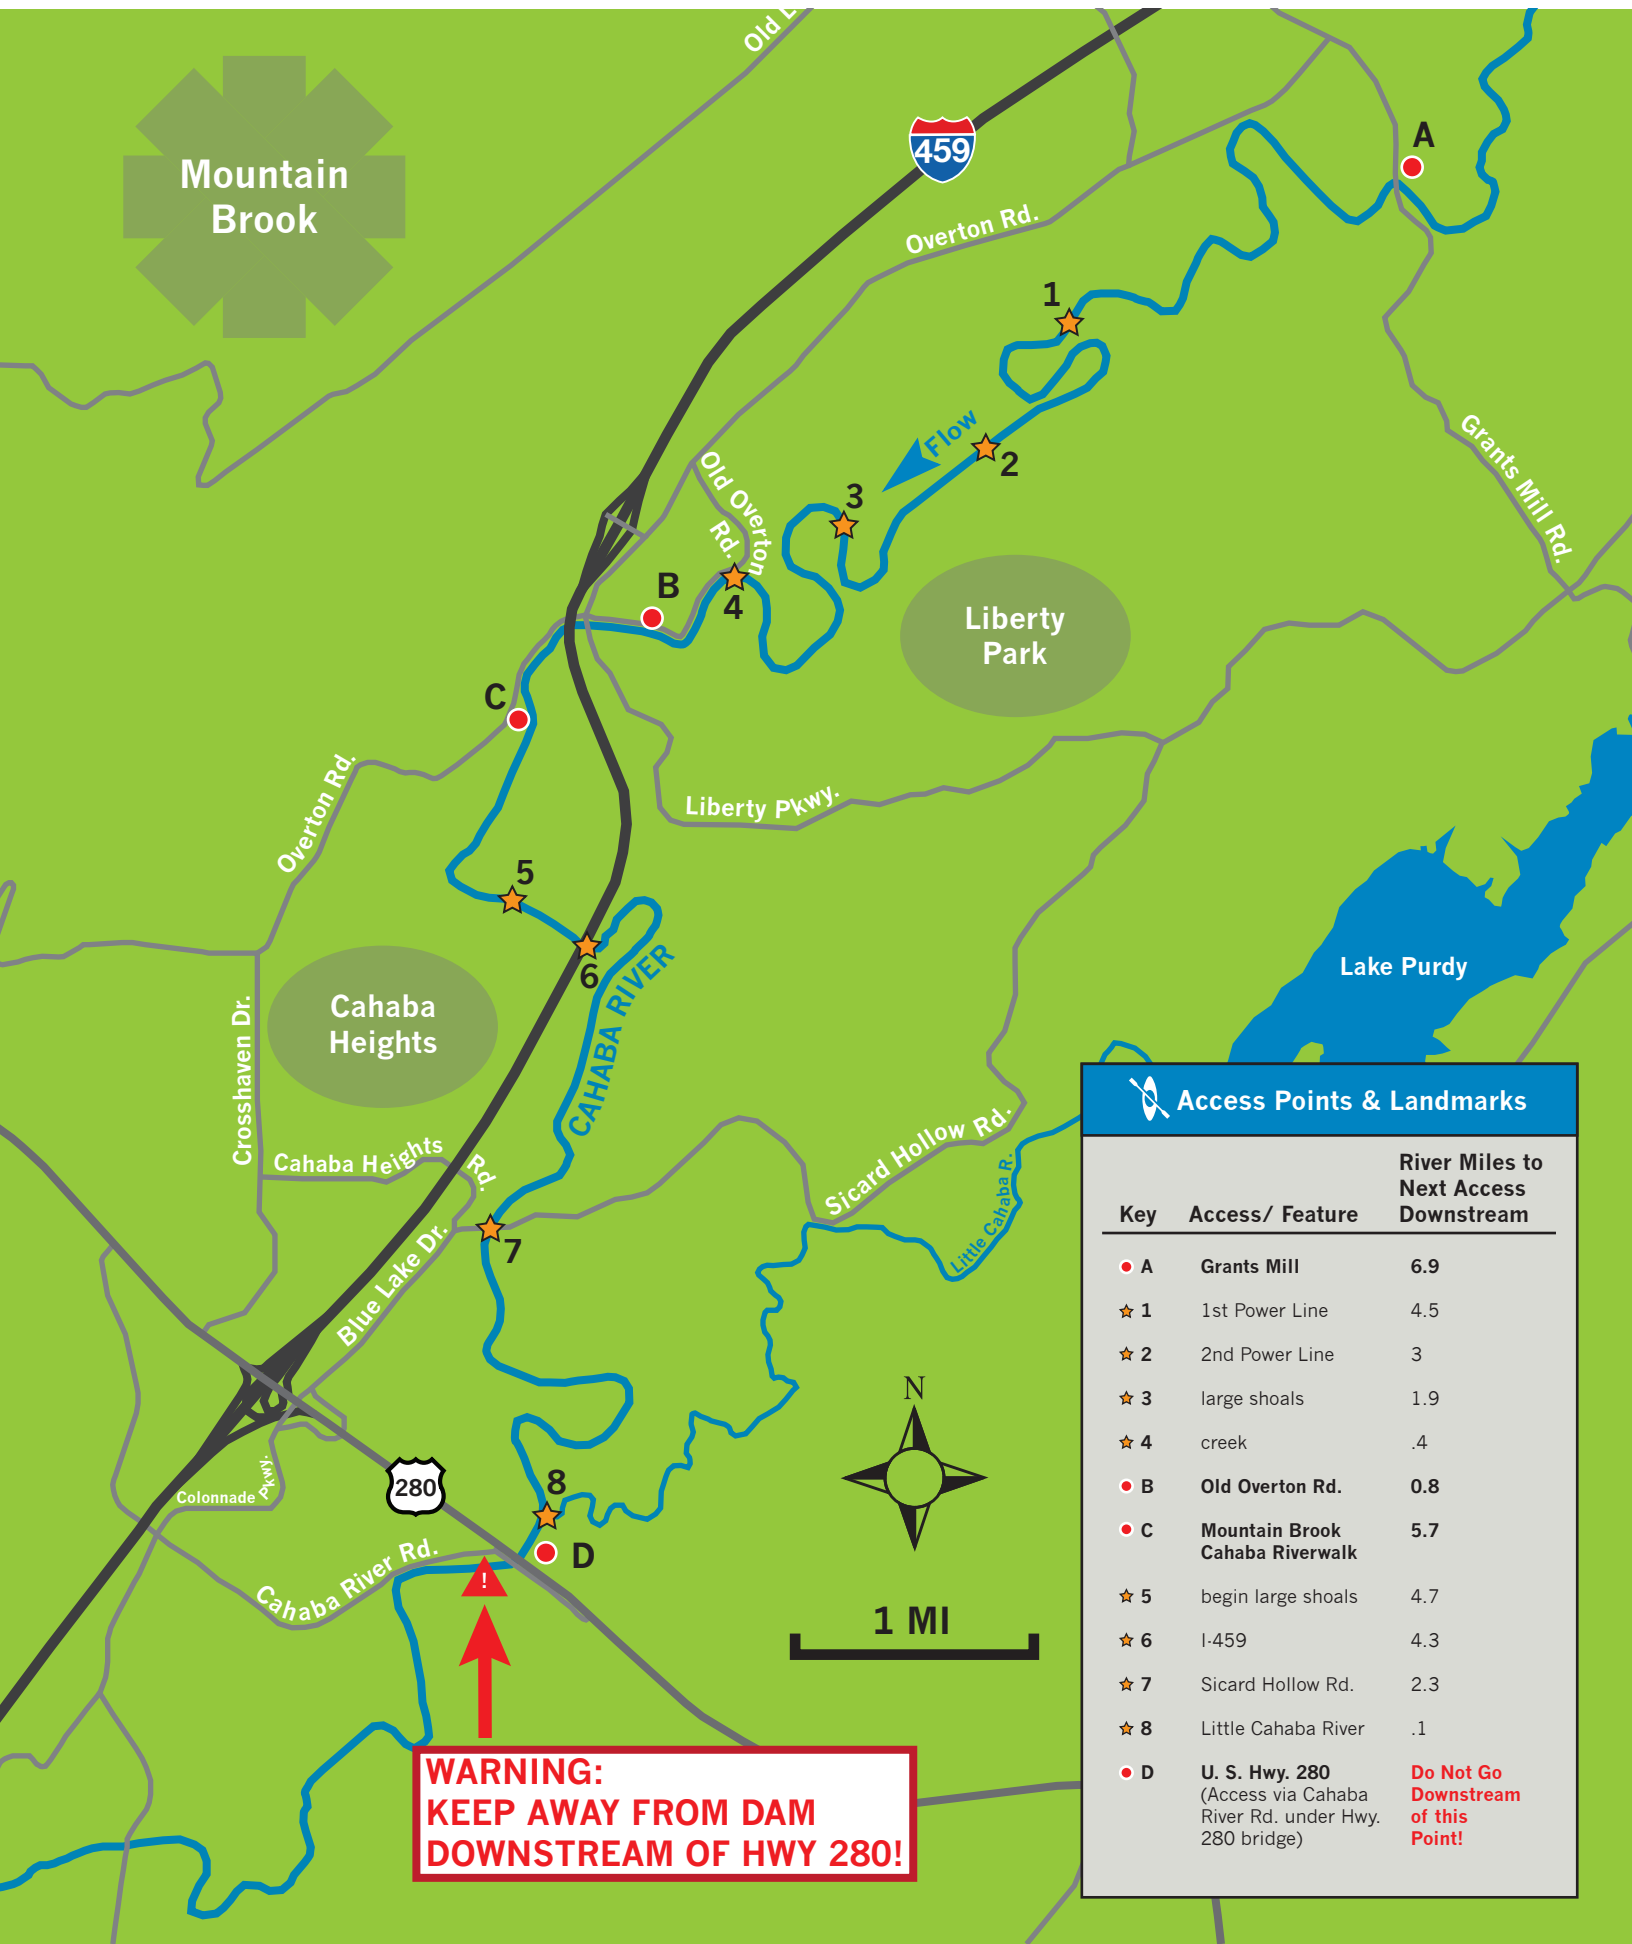 Old L
Mountain
Brook
459
A
Overton Rd.
1
Grants Mill Rd.
Flow
2
Old Overton
Rd.
3
B
4
Liberty
Park
C
Overton Rd.
Liberty Pkwy.
5
6
CAHABA RIVER
Lake Purdy
Cahaba
Heights
Crosshaven Dr.
Cahaba Heights Rd.
Sicard Hollow Rd.
Little Cahaba R.
7
Blue Lake Dr.
N
Colonnade Pkwy.
280
8
D
Cahaba River Rd.
!
1 MI
WARNING:
KEEP AWAY FROM DAM
DOWNSTREAM OF HWY 280!
Access Points & Landmarks
River Miles to
Next Access
Key Access/ Feature Downstream
A Grants Mill 6.9
1 1st Power Line 4.5
2 2nd Power Line 3
3 large shoals 1.9
4 creek .4
B Old Overton Rd. 0.8
C Mountain Brook 5.7
Cahaba Riverwalk
5 begin large shoals 4.7
6 I-459 4.3
7 Sicard Hollow Rd. 2.3
8 Little Cahaba River .1
D U. S. Hwy. 280 Do Not Go
(Access via Cahaba Downstream
River Rd. under Hwy. of this
280 bridge) Point!